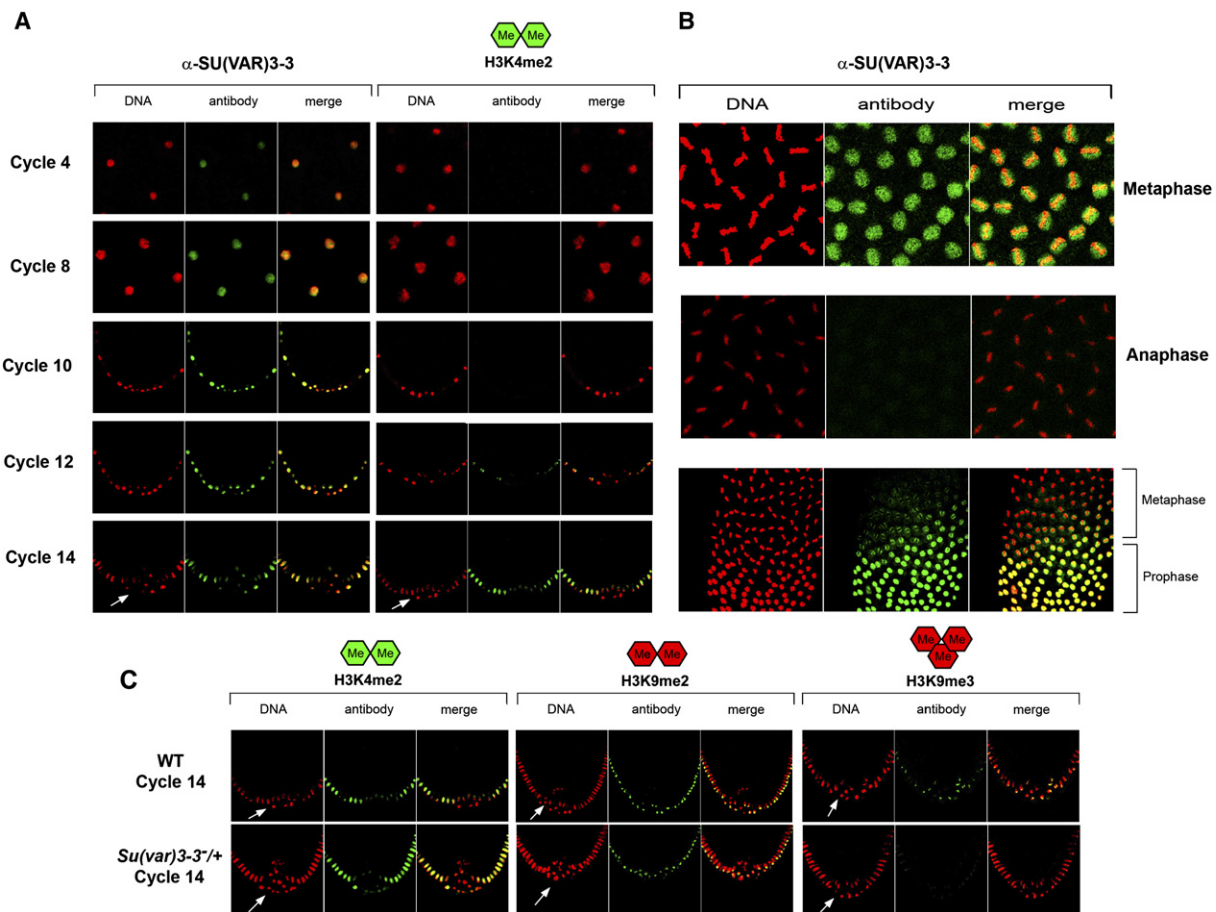 A
Me Me
α-SU(VAR)3-3
H3K4me2
DNA antibody merge DNA antibody merge
Cycle 4
Cycle 8
Cycle 10
Cycle 12
Cycle 14
B
α-SU(VAR)3-3
DNA antibody merge
Metaphase
Anaphase
Metaphase
Prophase
C
Me Me
H3K4me2
Me Me
H3K9me2
Me Me
Me
H3K9me3
DNA antibody merge DNA antibody merge DNA antibody merge
WT
Cycle 14
Su(var)3-3⁻/+
Cycle 14